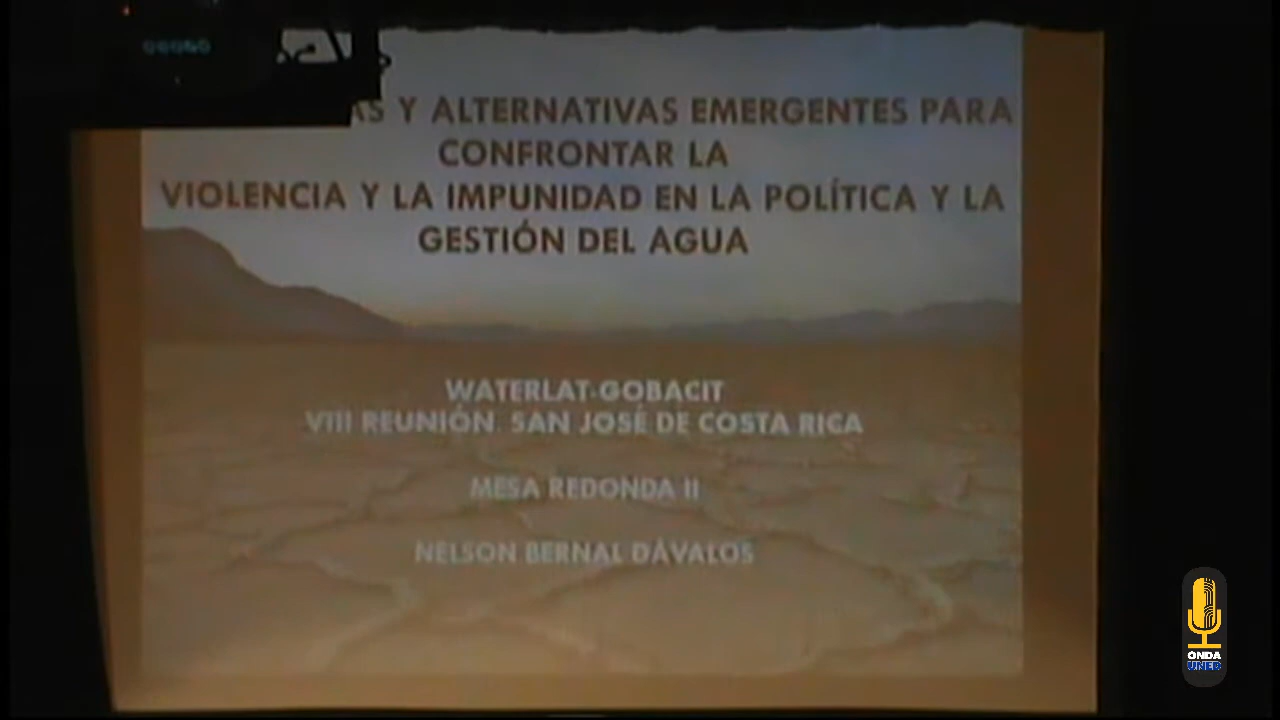 Y ALTERNATIVAS EMERGENTES PARA
CONFRONTAR LA
VIOLENCIA Y LA IMPUNIDAD EN LA POLÍTICA Y LA
GESTIÓN DEL AGUA
WATERLAT-GOBACIT
VIII REUNIÓN. SAN JOSÉ DE COSTA RICA
MESA REDONDA II
NELSON BERNAL DÁVALOS
ONDA
UNED